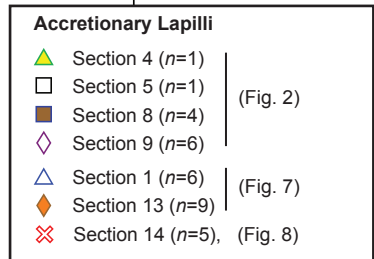 Accretionary Lapilli
Section 4 (n=1)
Section 5 (n=1)
Section 8 (n=4)
Section 9 (n=6)
(Fig. 2)
Section 1 (n=6)
Section 13 (n=9)
(Fig. 7)
Section 14 (n=5), (Fig. 8)